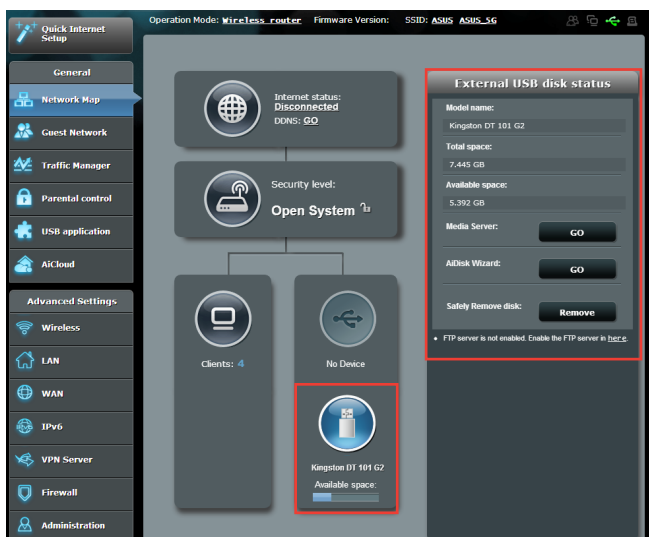 Operation Mode: Wireless router Firmware Version: SSID: ASUS ASUS_5G
Quick Internet
Setup
General
Network Map
Guest Network
Traffic Manager
Parental control
USB application
AiCloud
Advanced Settings
Wireless
LAN
WAN
IPv6
VPN Server
Firewall
Administration
Internet status:
Disconnected
DDNS: GO
Security level:
Open System
Clients: 4
No Device
Kingston DT 101 G2
Available space:
External USB disk status
Model name:
Kingston DT 101 G2
Total space:
7.445 GB
Available space:
5.392 GB
Media Server: GO
AiDisk Wizard: GO
Safely Remove disk: Remove
• FTP server is not enabled. Enable the FTP server in here.